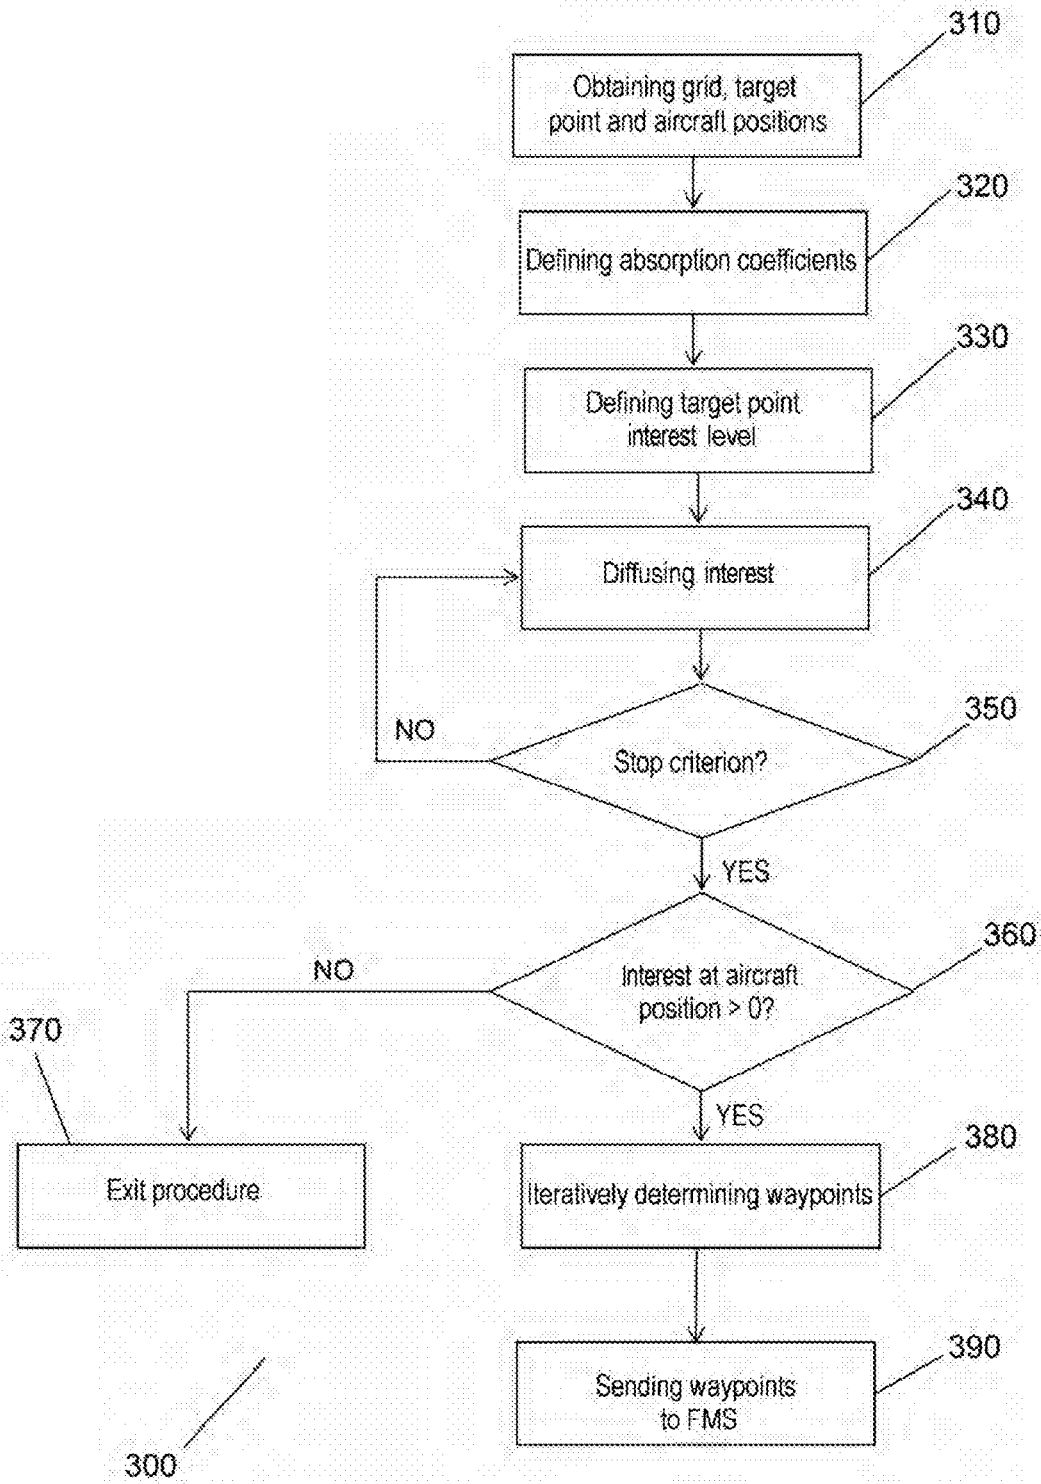 310
Obtaining grid, target
point and aircraft positions
320
Defining absorption coefficients
330
Defining target point
interest level
340
Diffusing interest
350
NO
Stop criterion?
YES
360
NO
Interest at aircraft
position > 0?
370
YES
380
Exit procedure
Iteratively determining waypoints
390
Sending waypoints
to FMS
300